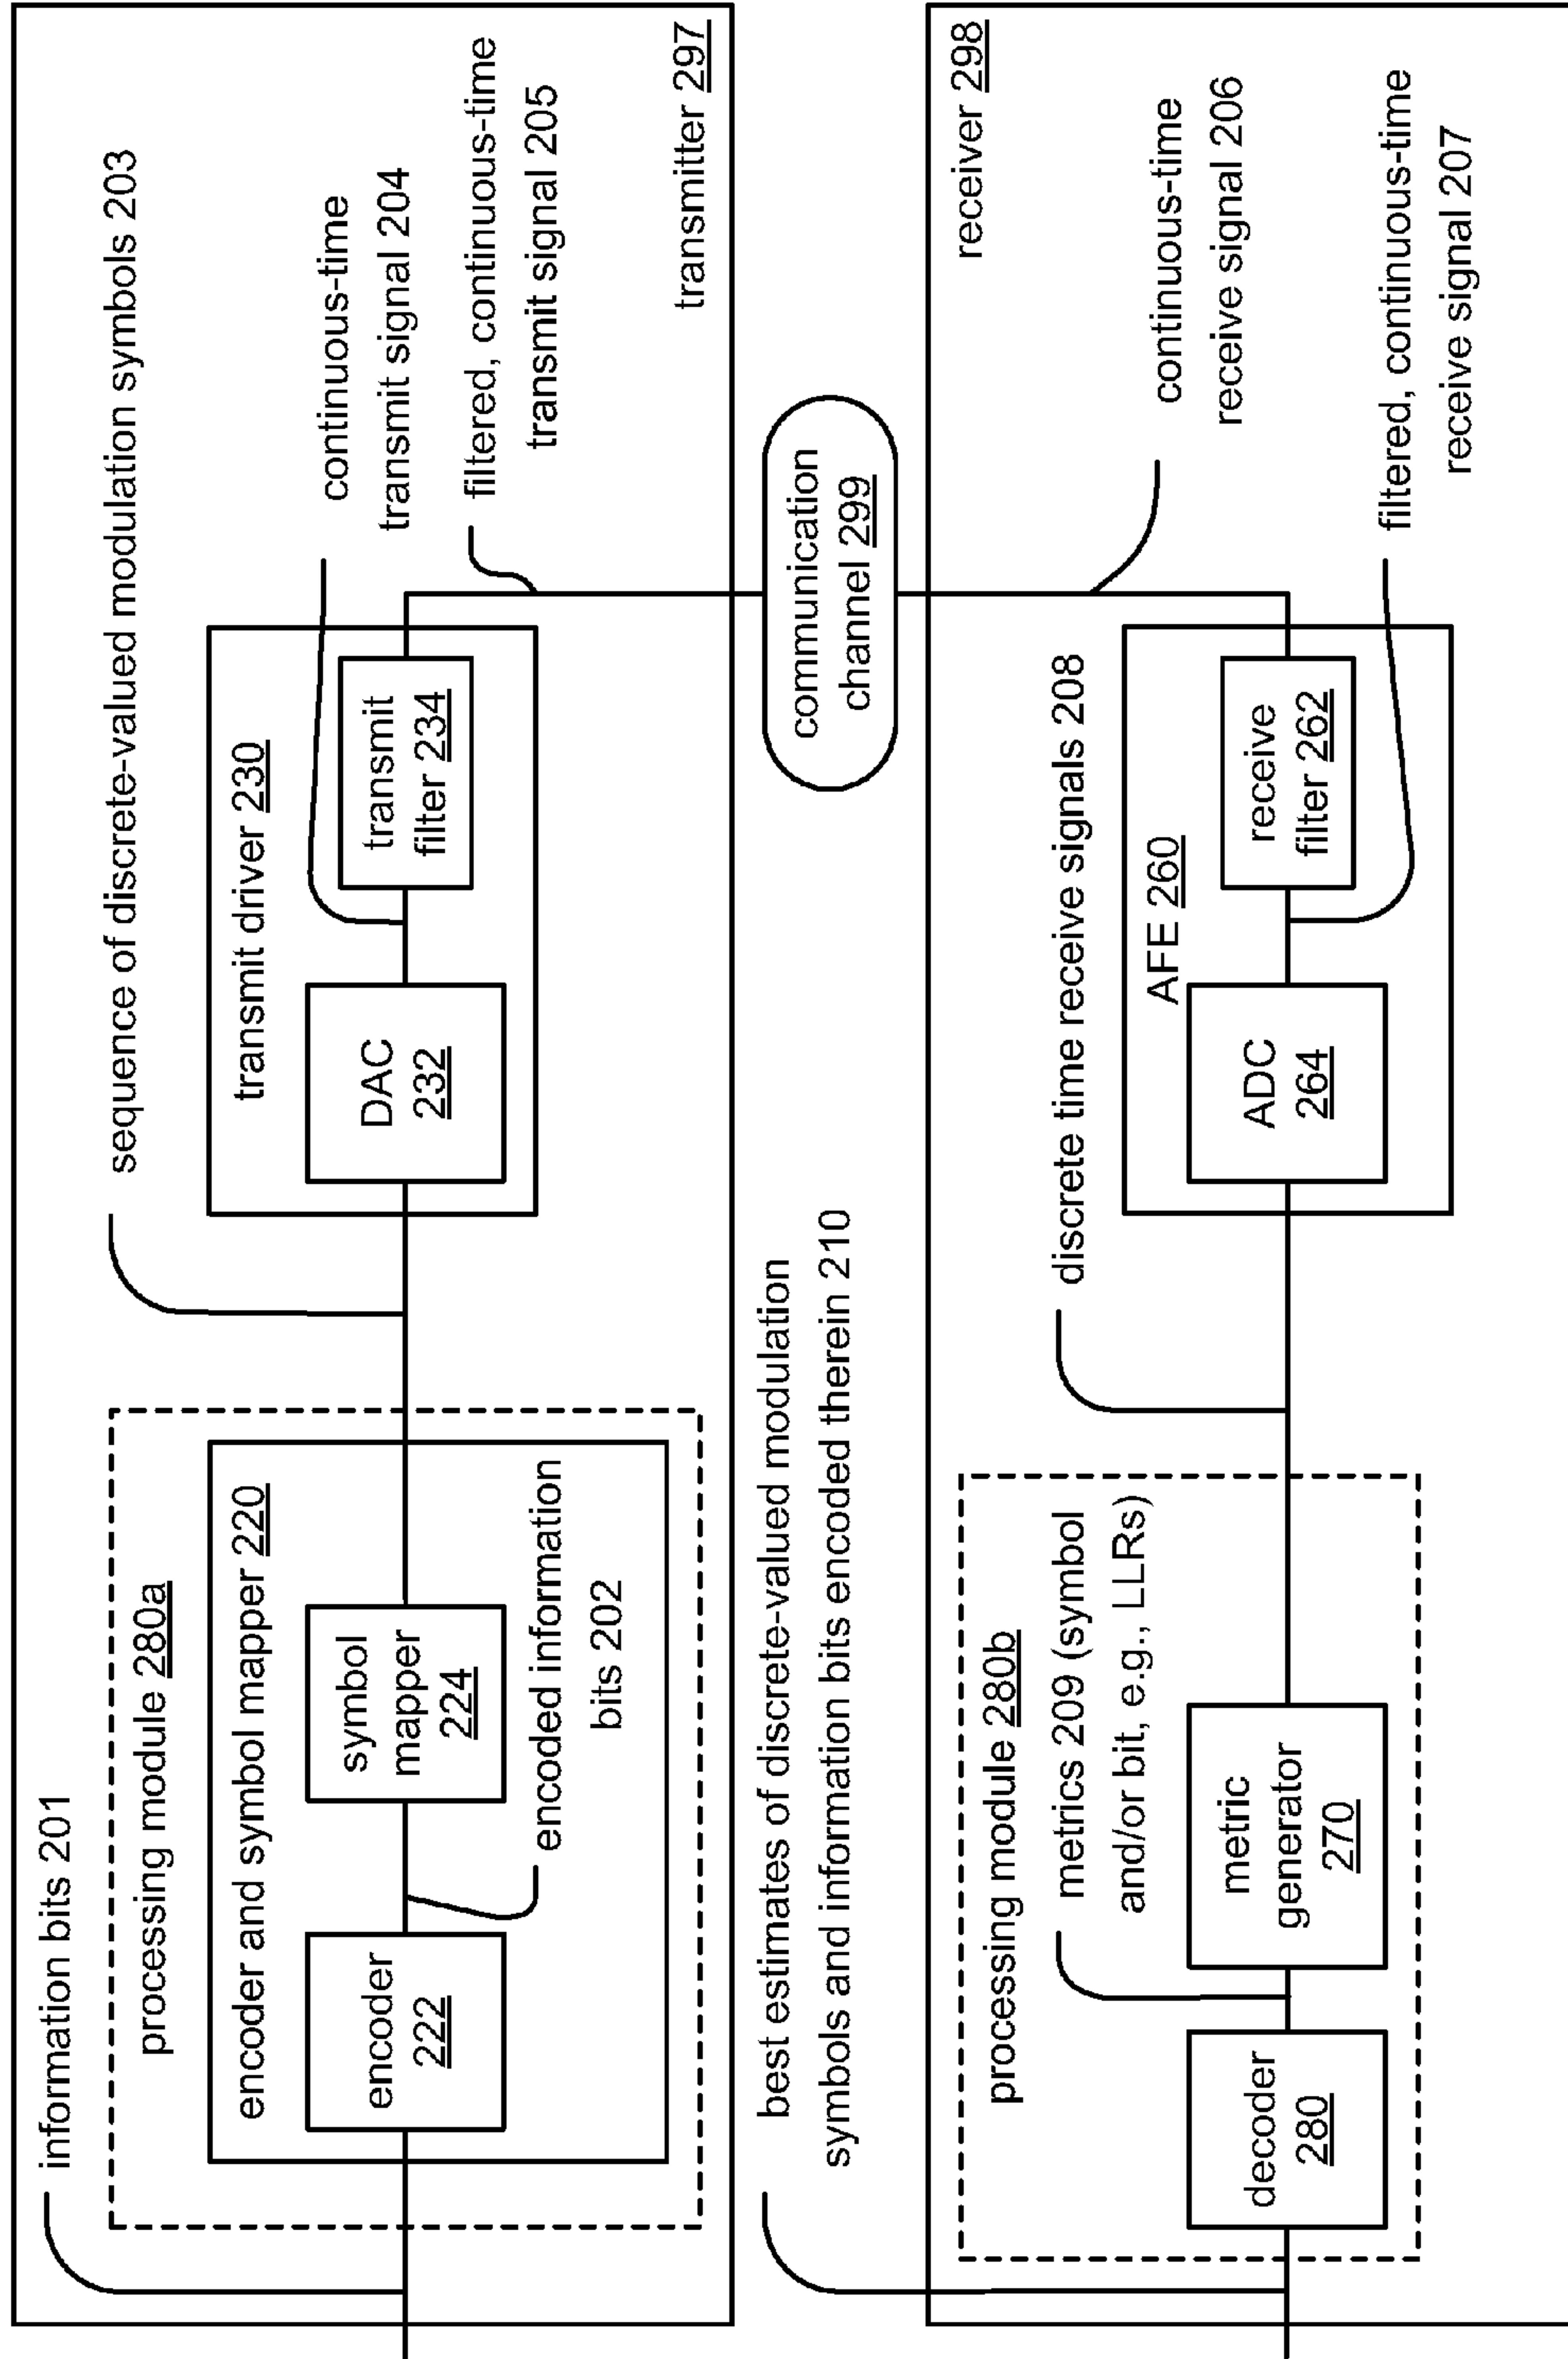 information bits 201
sequence of discrete-valued modulation symbols 203
processing module 280a
encoder and symbol mapper 220
encoder
222
symbol
mapper
224
encoded information
bits 202
transmit driver 230
DAC
232
transmit
filter 234
continuous-time
transmit signal 204
filtered, continuous-time
transmit signal 205
transmitter 297
communication
channel 299
best estimates of discrete-valued modulation
symbols and information bits encoded therein 210
receiver 298
processing module 280b
metrics 209 (symbol
and/or bit, e.g., LLRs)
decoder
280
metric
generator
270
discrete time receive signals 208
AFE 260
ADC
264
receive
filter 262
continuous-time
receive signal 206
filtered, continuous-time
receive signal 207